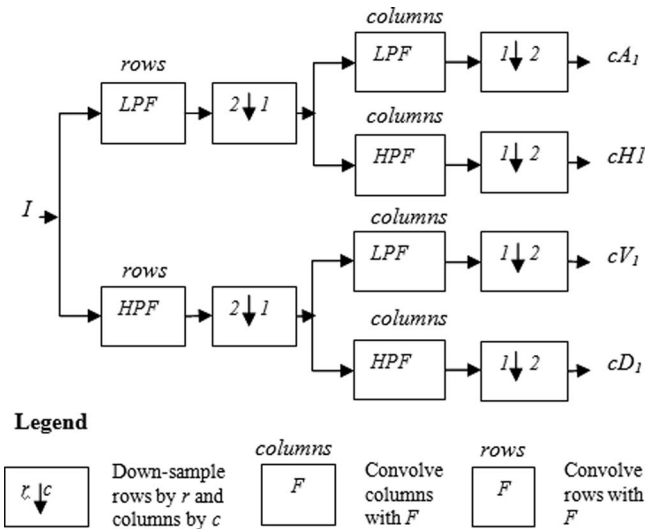 columns
rows
LPF
1 2
cA1
LPF
2 1
columns
HPF
1 2
cH1
I
columns
rows
LPF
1 2
cV1
HPF
2 1
columns
HPF
1 2
cD1
Legend
r, c
Down-sample
rows by r and
columns by c
columns
F
Convolve
columns
with F
rows
F
Convolve
rows with
F